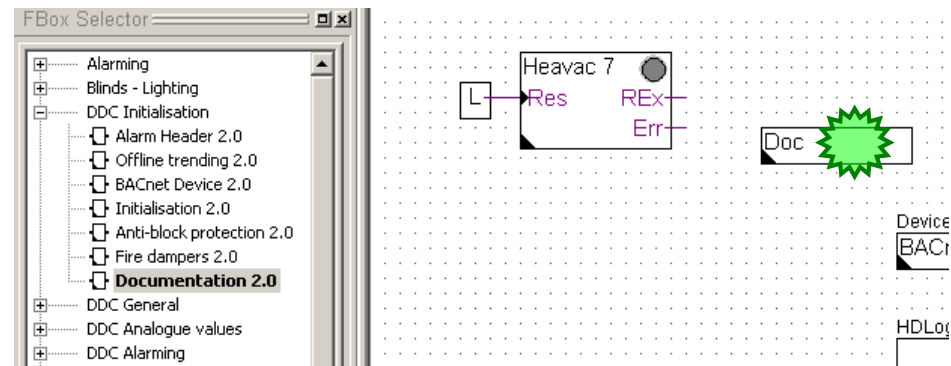 FBox Selector
Alarming
Blinds - Lighting
DDC Initialisation
Alarm Header 2.0
Offline trending 2.0
BACnet Device 2.0
Initialisation 2.0
Anti-block protection 2.0
Fire dampers 2.0
Documentation 2.0
DDC General
DDC Analogue values
DDC Alarming
Heavac 7
L
Res
REx
Err
Doc
Device
BACn
HDLog